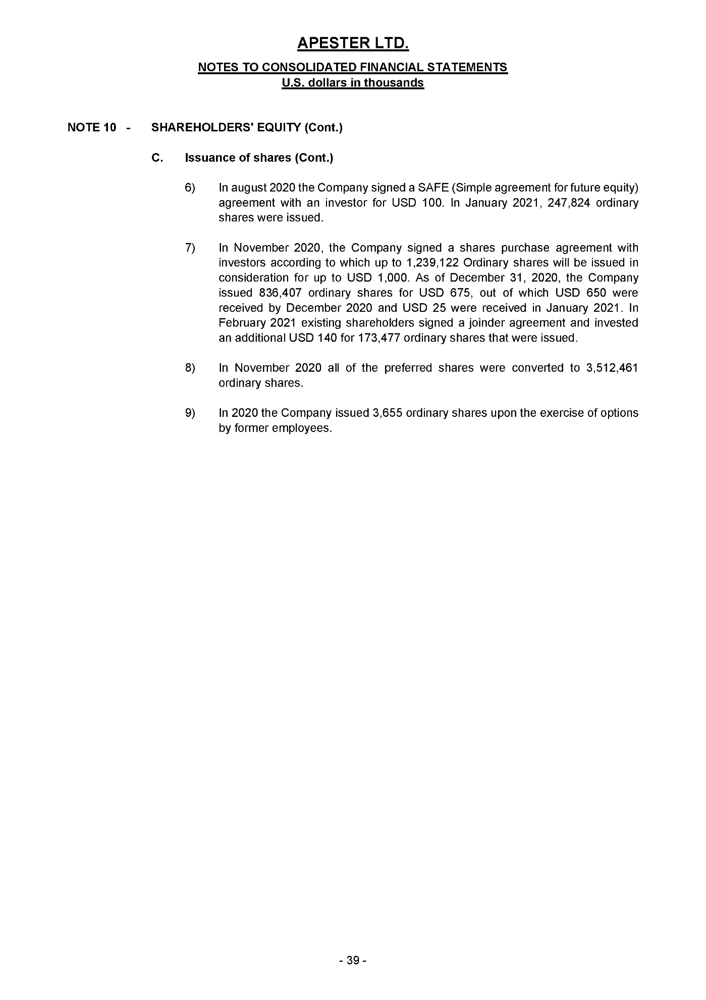 APESTER LTD.
NOTES TO CONSOLIDATED FINANCIAL STATEMENTS
U.S. dollars in thousands
NOTE 10 - SHAREHOLDERS' EQUITY (Cont.)
C. Issuance of shares (Cont.)
6) In august 2020 the Company signed a SAFE (Simple agreement for future equity)
agreement with an investor for USD 100. In January 2021, 247,824 ordinary
shares were issued.
7) In November 2020, the Company signed a shares purchase agreement with
investors according to which up to 1,239,122 Ordinary shares will be issued in
consideration for up to USD 1,000. As of December 31, 2020, the Company
issued 836,407 ordinary shares for USD 675, out of which USD 650 were
received by December 2020 and USD 25 were received in January 2021. In
February 2021 existing shareholders signed a joinder agreement and invested
an additional USD 140 for 173,477 ordinary shares that were issued.
8) In November 2020 all of the preferred shares were converted to 3,512,461
ordinary shares.
9) In 2020 the Company issued 3,655 ordinary shares upon the exercise of options
by former employees.
- 39 -